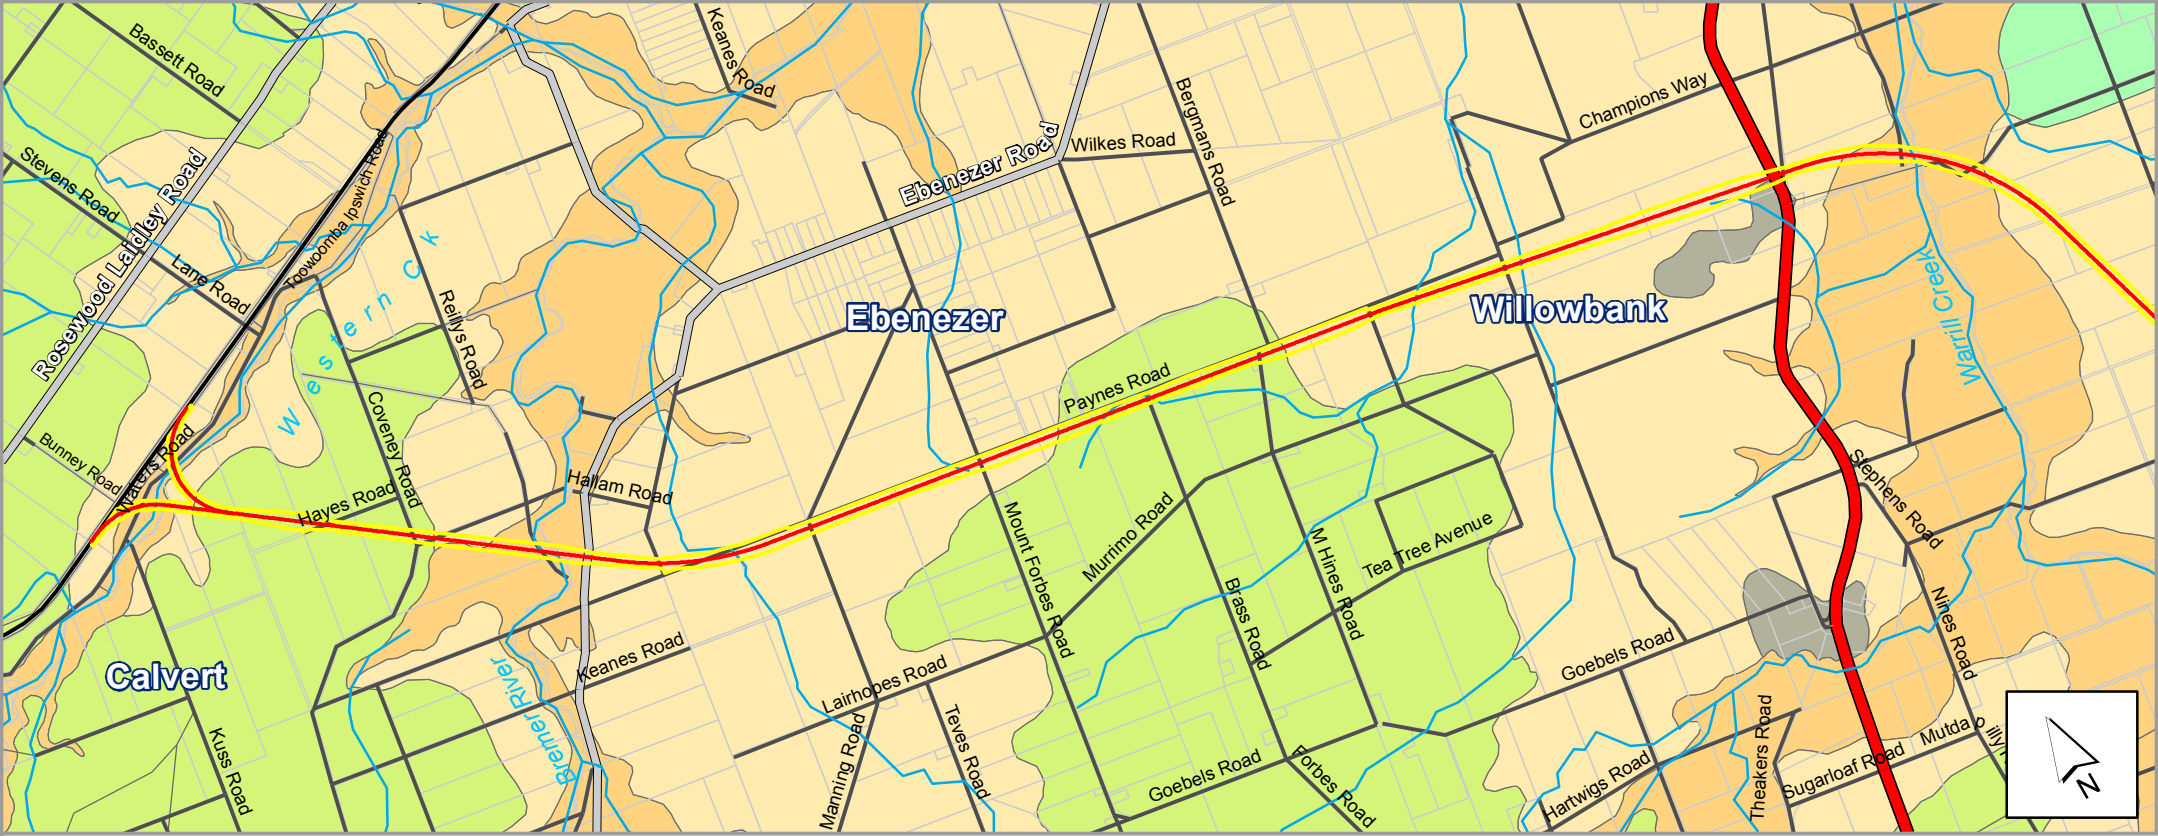 Bassett Road
Keanes Road
Stevens Road
Rosewood Laidley Road
Toowoomba Ipswich Road
Lane Road
Western Ck
Reillys Road
Ebenezer Road
Wilkes Road
Bergmans Road
Champions Way
Ebenezer
Willowbank
Warrill Creek
Paynes Road
Coveney Road
Bunney Road
Waters Road
Hayes Road
Hallam Road
Mount Forbes Road
Murrimo Road
M Hines Road
Tea Tree Avenue
Stephens Road
Brass Road
Nines Road
Calvert
Bremer River
Keanes Road
Lairhopes Road
Goebels Road
Kuss Road
Manning Road
Teves Road
Goebels Road
Forbes Road
Hartwigs Road
Theakers Road
Sugarloaf Road
N